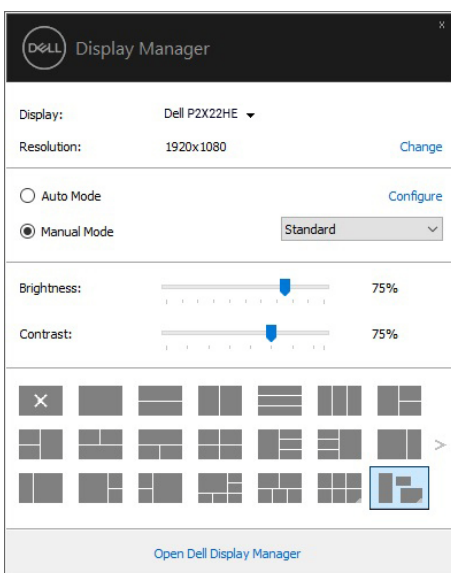 x
DELL Display Manager
Display: Dell P2X22HE
Resolution: 1920x1080 Change
Auto Mode Configure
Manual Mode Standard
Brightness: 75%
Contrast: 75%
Open Dell Display Manager